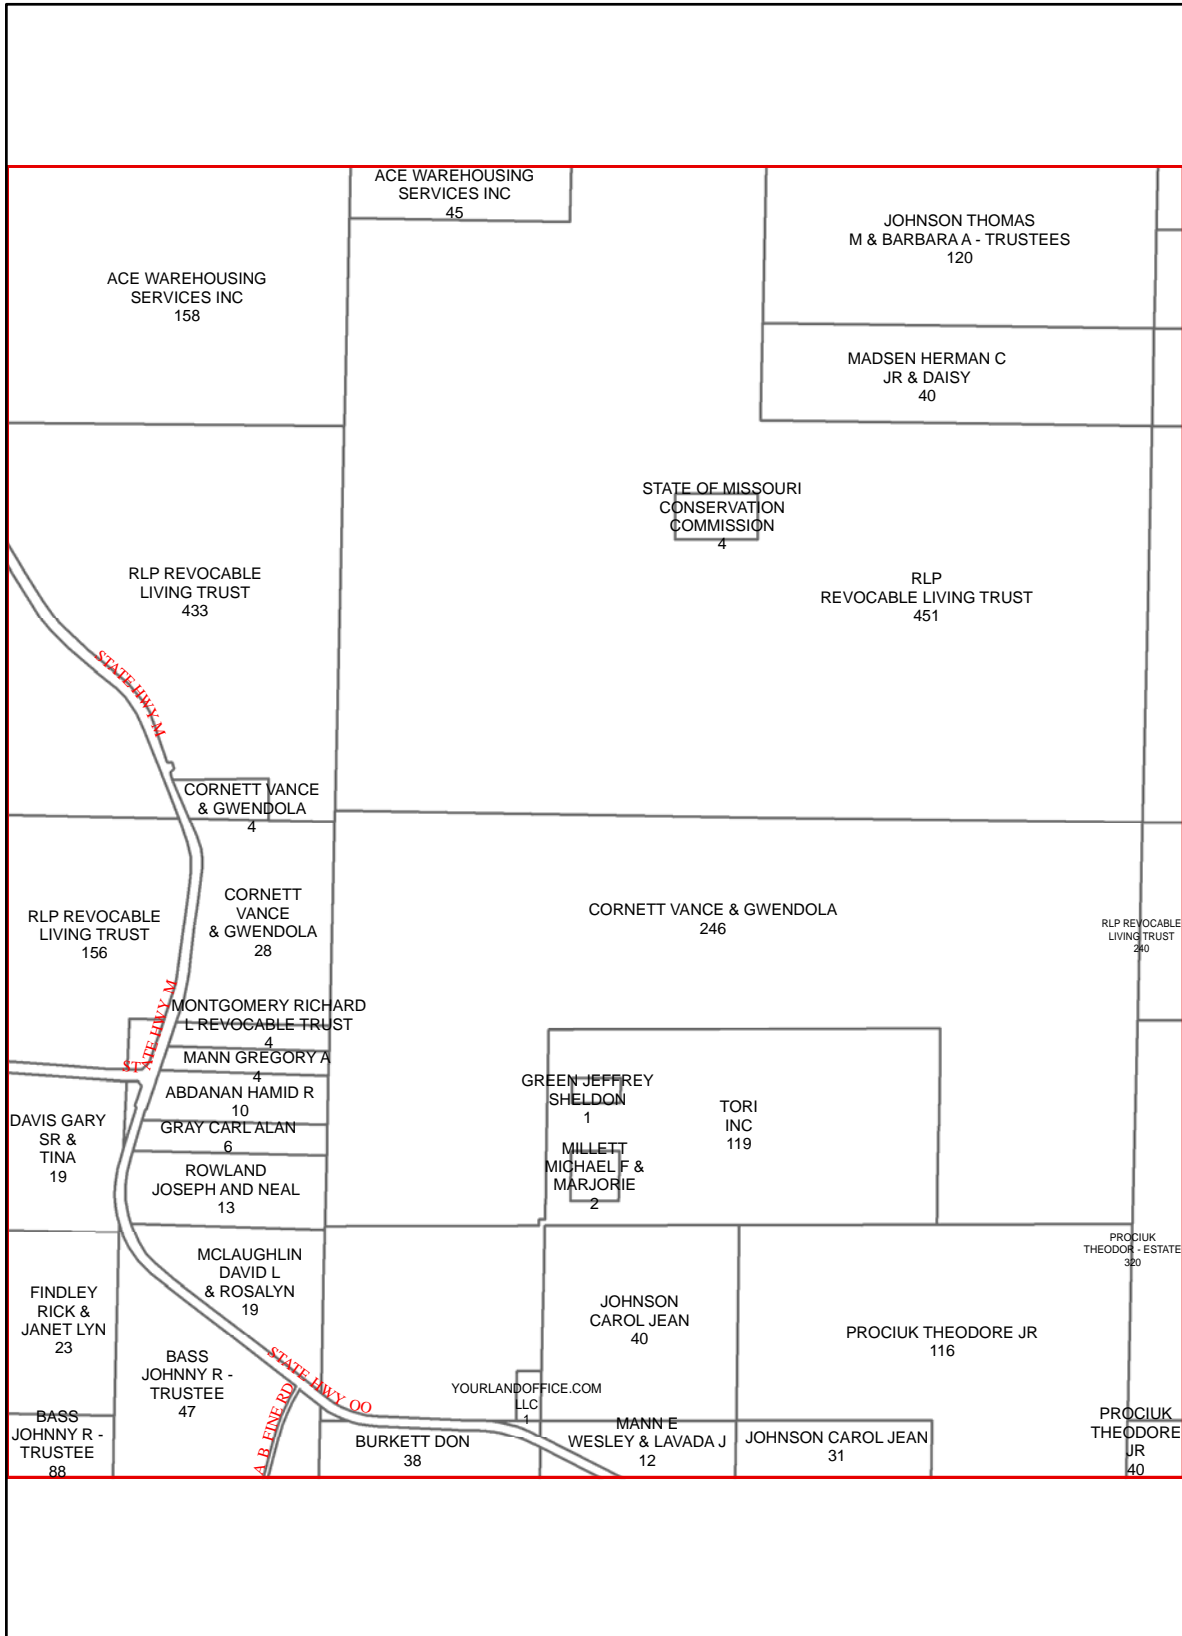 ACE WAREHOUSING
SERVICES INC
45
JOHNSON THOMAS
M & BARBARA A - TRUSTEES
120
ACE WAREHOUSING
SERVICES INC
158
MADSEN HERMAN C
JR & DAISY
40
STATE OF MISSOURI
CONSERVATION
COMMISSION
4
RLP REVOCABLE
LIVING TRUST
433
RLP
REVOCABLE LIVING TRUST
451
STATE HWY M
CORNETT VANCE
& GWENDOLA
4
CORNETT
VANCE
& GWENDOLA
28
CORNETT VANCE & GWENDOLA
246
RLP REVOCABLE
LIVING TRUST
156
RLP REVOCABLE
LIVING TRUST
240
STATE HWY M
MONTGOMERY RICHARD
L REVOCABLE TRUST
4
MANN GREGORY A
4
ABDANAN HAMID R
10
GRAY CARL ALAN
6
ROWLAND
JOSEPH AND NEAL
13
DAVIS GARY
SR &
TINA
19
GREEN JEFFREY
SHELDON
1
TORI
INC
119
MILLETT
MICHAEL F &
MARJORIE
2
MCLAUGHLIN
DAVID L
& ROSALYN
19
PROCIUK
THEODOR - ESTATE
320
FINDLEY
RICK &
JANET LYN
23
JOHNSON
CAROL JEAN
40
PROCIUK THEODORE JR
116
BASS
JOHNNY R -
TRUSTEE
47
STATE HWY OO
A B FINE RD
YOURLANDOFFICE.COM
LLC
1
BASS
JOHNNY R -
TRUSTEE
88
BURKETT DON
38
MANN E
WESLEY & LAVADA J
12
JOHNSON CAROL JEAN
31
PROCIUK
THEODORE
JR
40